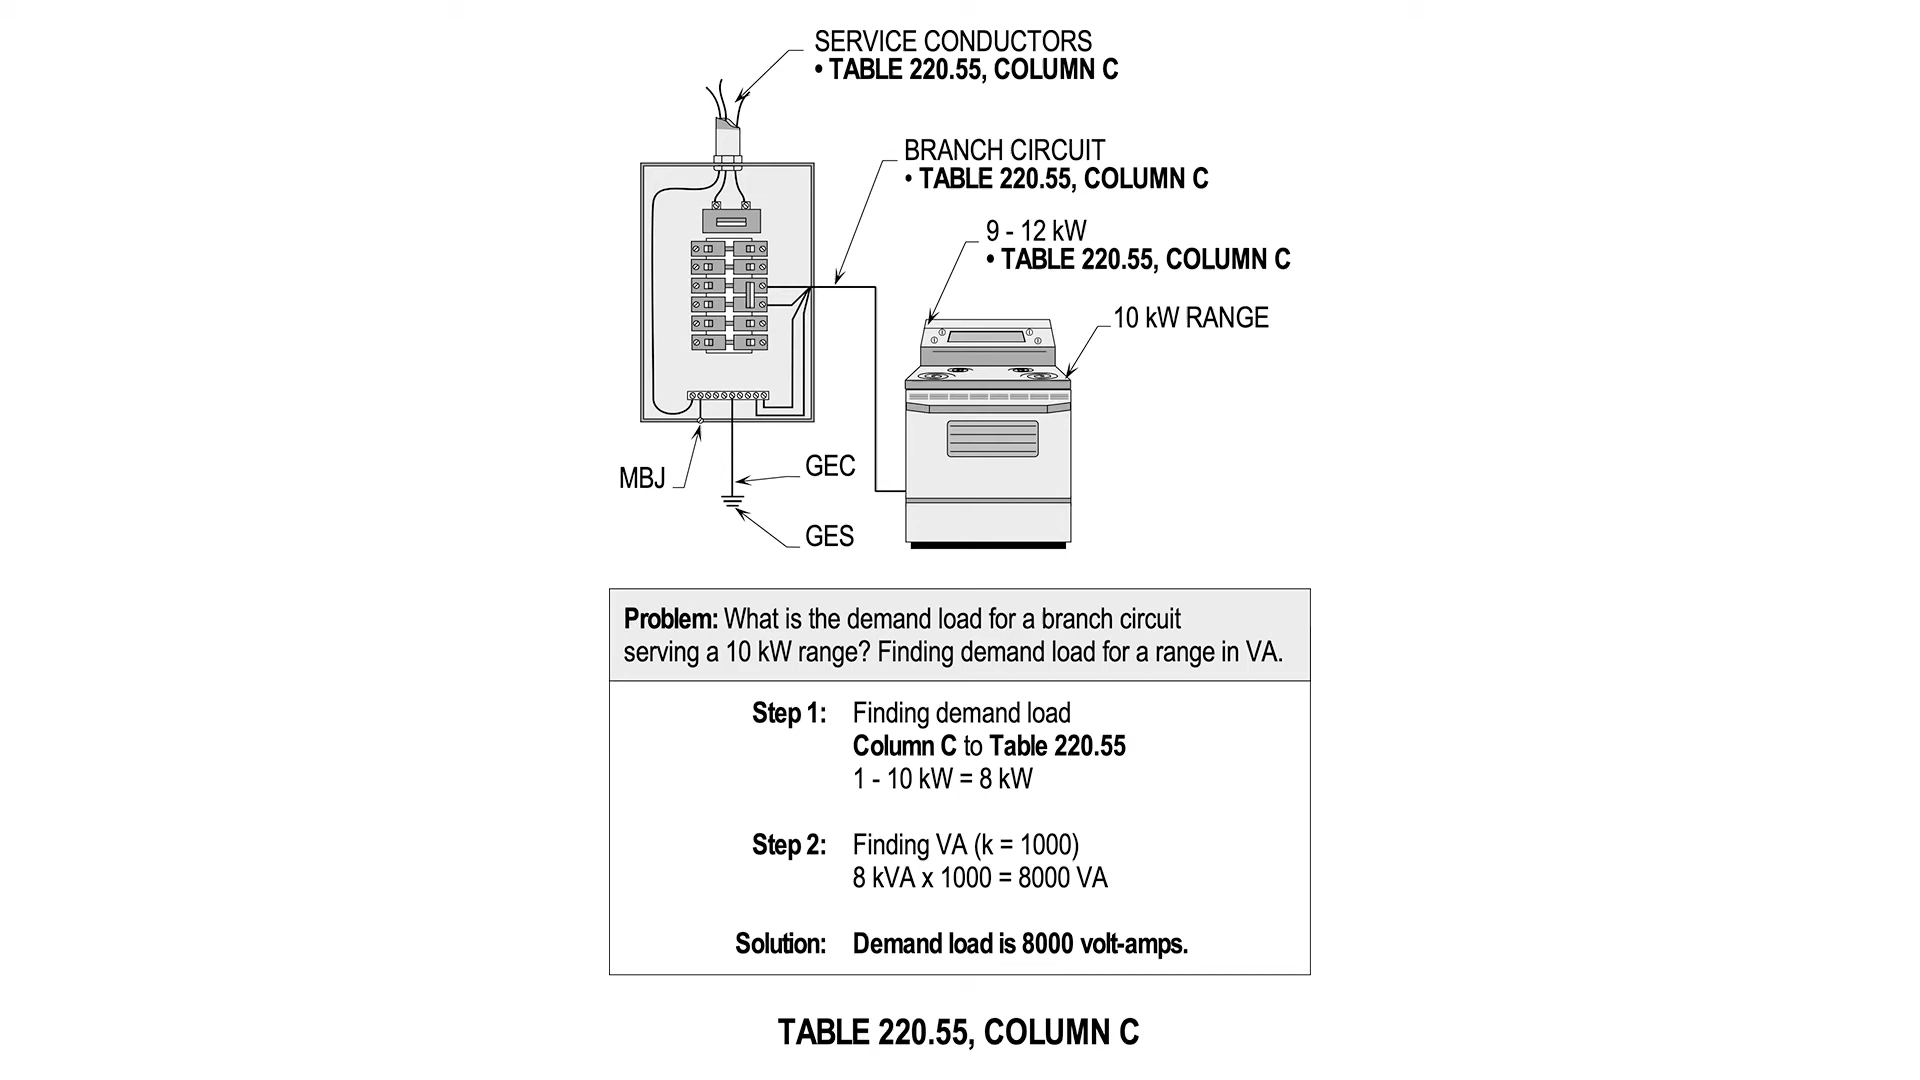 SERVICE CONDUCTORS
• TABLE 220.55, COLUMN C
BRANCH CIRCUIT
• TABLE 220.55, COLUMN C
9 - 12 kW
• TABLE 220.55, COLUMN C
10 kW RANGE
MBJ
GEC
GES
Problem: What is the demand load for a branch circuit
serving a 10 kW range? Finding demand load for a range in VA.
Step 1: Finding demand load
Column C to Table 220.55
1 - 10 kW = 8 kW
Step 2: Finding VA (k = 1000)
8 kVA x 1000 = 8000 VA
Solution: Demand load is 8000 volt-amps.
TABLE 220.55, COLUMN C